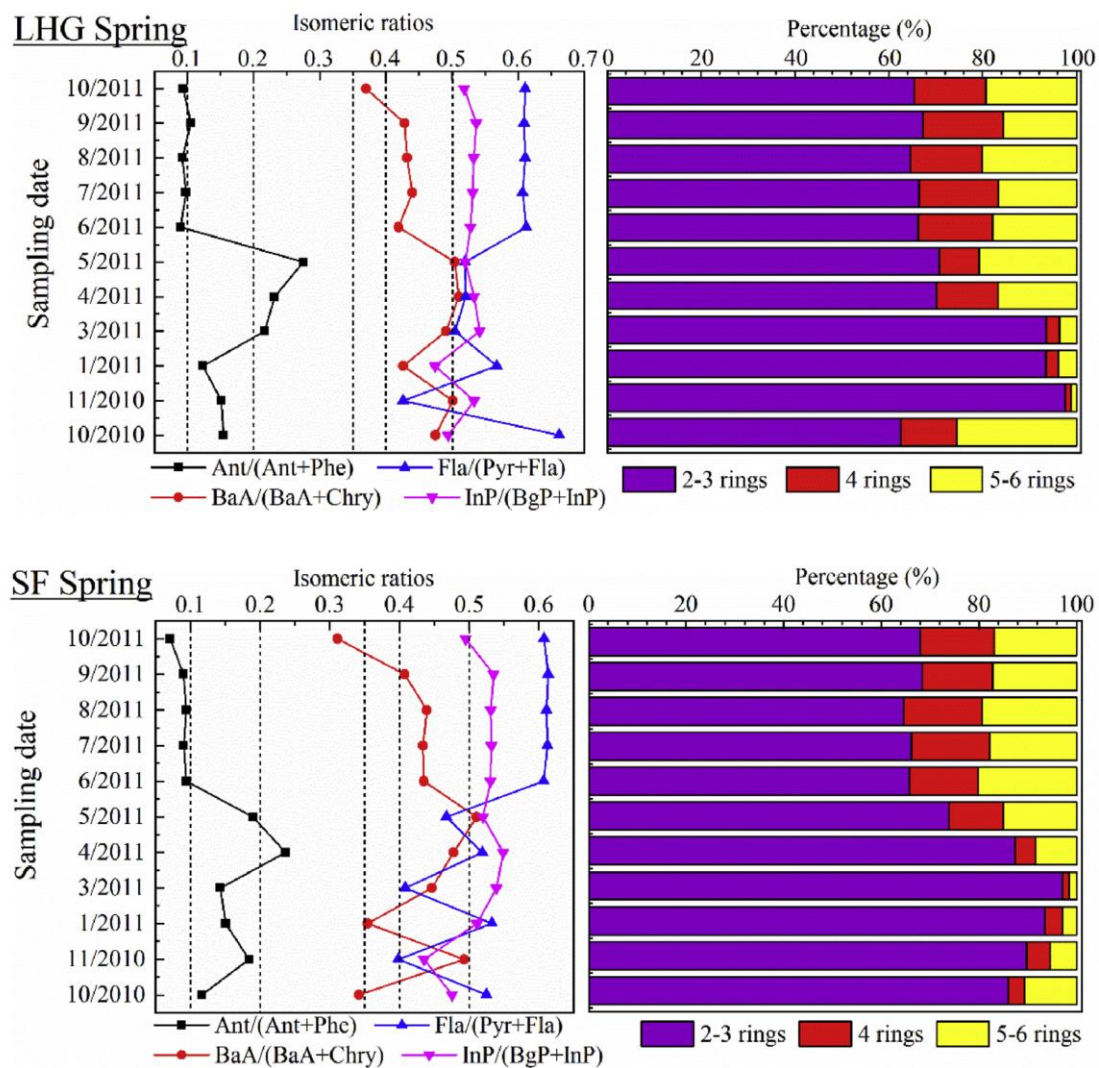 LHG Spring
Isomeric ratios
Percentage (%)
0.1 0.2 0.3 0.4 0.5 0.6 0.7
0 20 40 60 80 100
Sampling date
10/2011
9/2011
8/2011
7/2011
6/2011
5/2011
4/2011
3/2011
1/2011
11/2010
10/2010
Ant/(Ant+Phe) Fla/(Pyr+Fla)
BaA/(BaA+Chry) InP/(BgP+InP)
2-3 rings 4 rings 5-6 rings
SF Spring
Isomeric ratios
Percentage (%)
0.1 0.2 0.3 0.4 0.5 0.6
0 20 40 60 80 100
Sampling date
10/2011
9/2011
8/2011
7/2011
6/2011
5/2011
4/2011
3/2011
1/2011
11/2010
10/2010
Ant/(Ant+Phe) Fla/(Pyr+Fla)
BaA/(BaA+Chry) InP/(BgP+InP)
2-3 rings 4 rings 5-6 rings